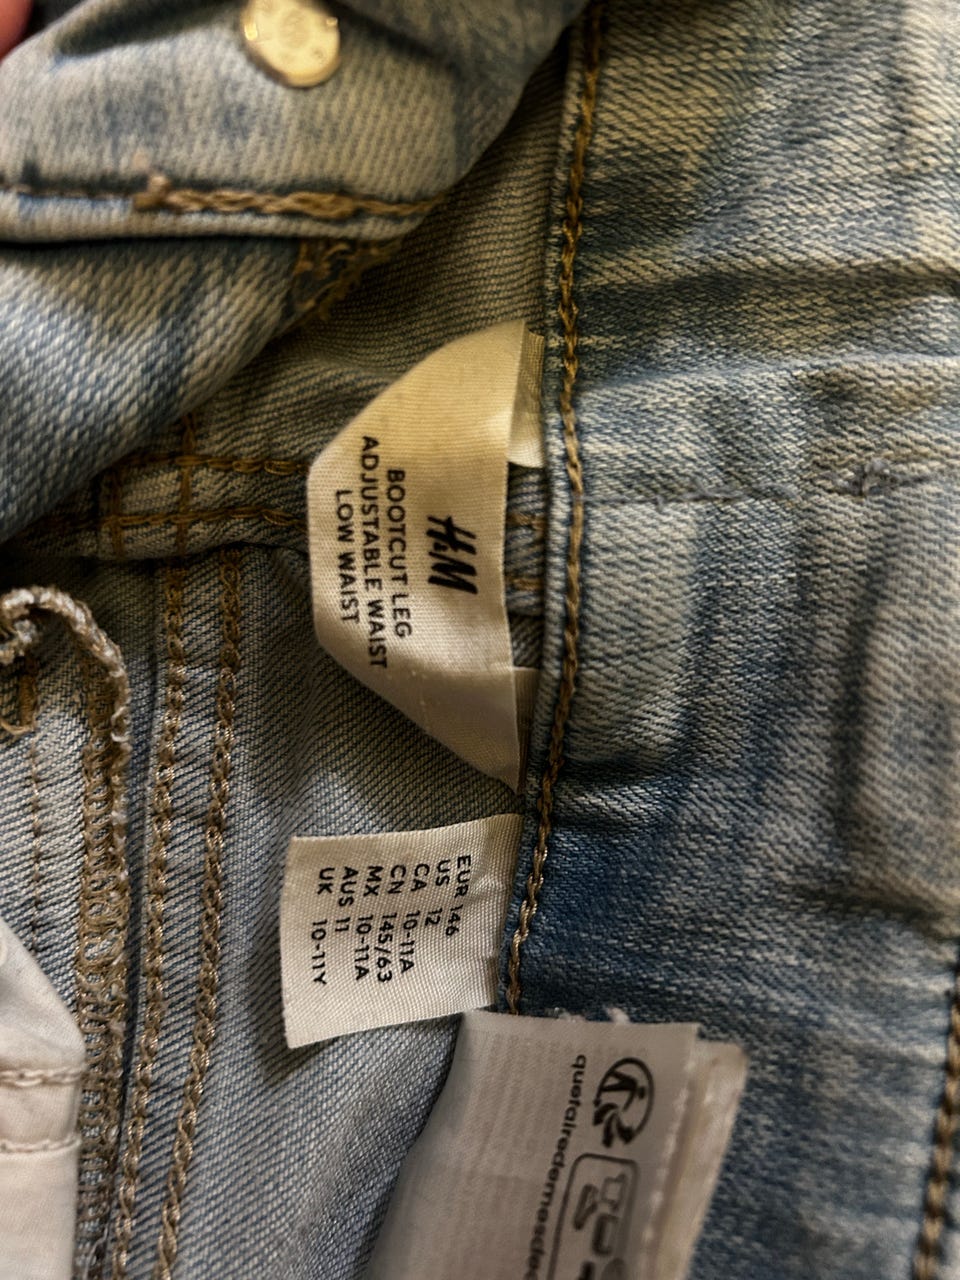 H&M
BOOTCUT LEG
ADJUSTABLE WAIST
LOW WAIST
EUR 146
US 12
CA 10-11A
CN 145/63
MX 10-11A
AUS 11
UK 10-11Y
quefairedemesdec